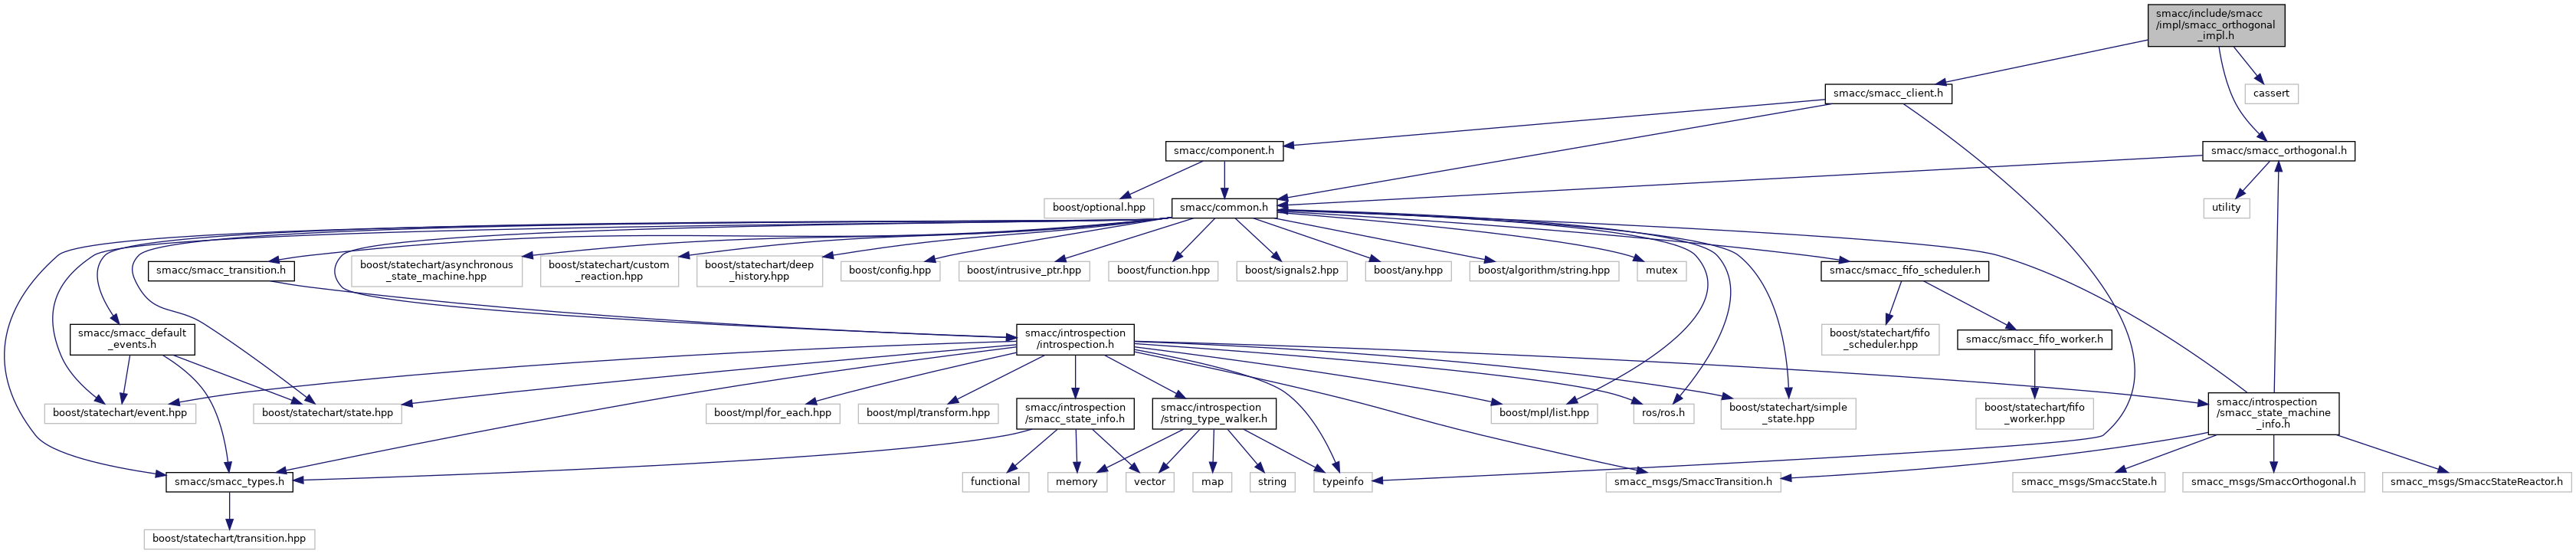 smacc/include/smacc
/impl/smacc_orthogonal
_impl.h
smacc/smacc_client.h
cassert
smacc/component.h
smacc/smacc_orthogonal.h
boost/optional.hpp
smacc/common.h
utility
smacc/smacc_transition.h
boost/statechart/asynchronous
_state_machine.hpp
boost/statechart/custom
_reaction.hpp
boost/statechart/deep
_history.hpp
boost/config.hpp
boost/intrusive_ptr.hpp
boost/function.hpp
boost/signals2.hpp
boost/any.hpp
boost/algorithm/string.hpp
mutex
smacc/smacc_fifo_scheduler.h
smacc/smacc_default
_events.h
smacc/introspection
/introspection.h
boost/statechart/fifo
_scheduler.hpp
smacc/smacc_fifo_worker.h
boost/statechart/event.hpp
boost/statechart/state.hpp
boost/mpl/for_each.hpp
boost/mpl/transform.hpp
smacc/introspection
/smacc_state_info.h
smacc/introspection
/string_type_walker.h
boost/mpl/list.hpp
ros/ros.h
boost/statechart/simple
_state.hpp
boost/statechart/fifo
_worker.hpp
smacc/introspection
/smacc_state_machine
_info.h
smacc/smacc_types.h
functional
memory
vector
map
string
typeinfo
smacc_msgs/SmaccTransition.h
smacc_msgs/SmaccState.h
smacc_msgs/SmaccOrthogonal.h
smacc_msgs/SmaccStateReactor.h
boost/statechart/transition.hpp